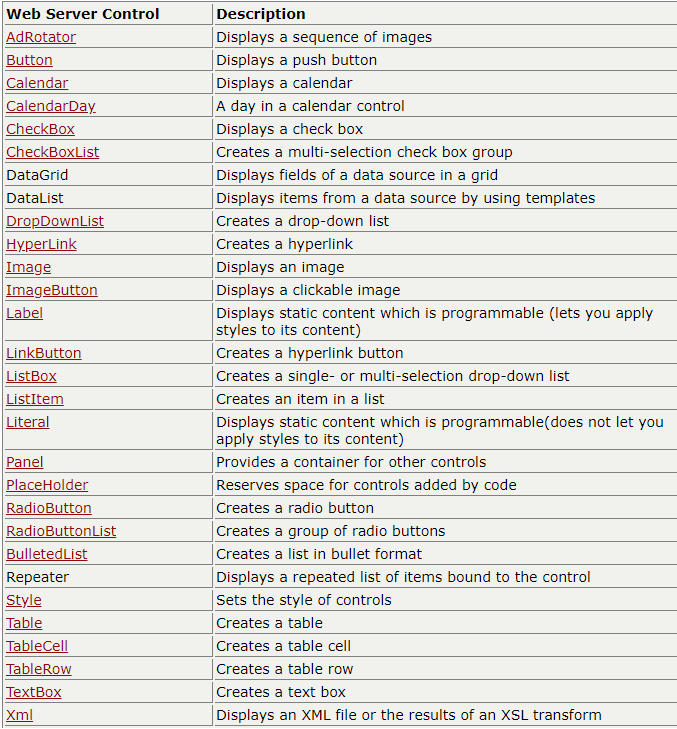 Web Server Control Description
AdRotator Displays a sequence of images
Button Displays a push button
Calendar Displays a calendar
CalendarDay A day in a calendar control
CheckBox Displays a check box
CheckBoxList Creates a multi-selection check box group
DataGrid Displays fields of a data source in a grid
DataList Displays items from a data source by using templates
DropDownList Creates a drop-down list
HyperLink Creates a hyperlink
Image Displays an image
ImageButton Displays a clickable image
Label Displays static content which is programmable (lets you apply
styles to its content)
LinkButton Creates a hyperlink button
ListBox Creates a single- or multi-selection drop-down list
ListItem Creates an item in a list
Literal Displays static content which is programmable(does not let you
apply styles to its content)
Panel Provides a container for other controls
PlaceHolder Reserves space for controls added by code
RadioButton Creates a radio button
RadioButtonList Creates a group of radio buttons
BulletedList Creates a list in bullet format
Repeater Displays a repeated list of items bound to the control
Style Sets the style of controls
Table Creates a table
TableCell Creates a table cell
TableRow Creates a table row
TextBox Creates a text box
Xml Displays an XML file or the results of an XSL transform